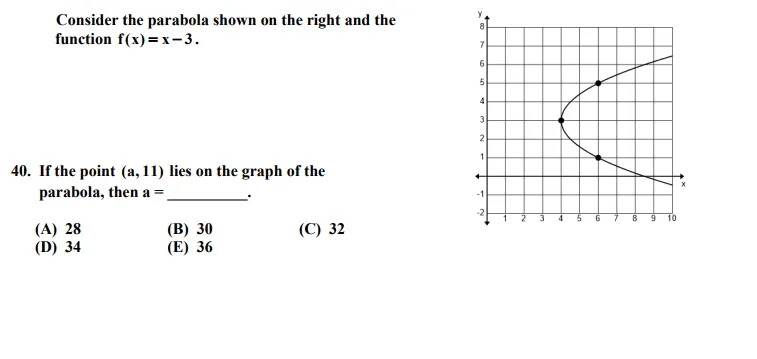 Consider the parabola shown on the right and the
function f(x) = x − 3.
40. If the point (a, 11) lies on the graph of the
parabola, then a = __________.
(A) 28 (B) 30 (C) 32
(D) 34 (E) 36
y
8
7
6
5
4
3
2
1
x
-1
-2
1 2 3 4 5 6 7 8 9 10